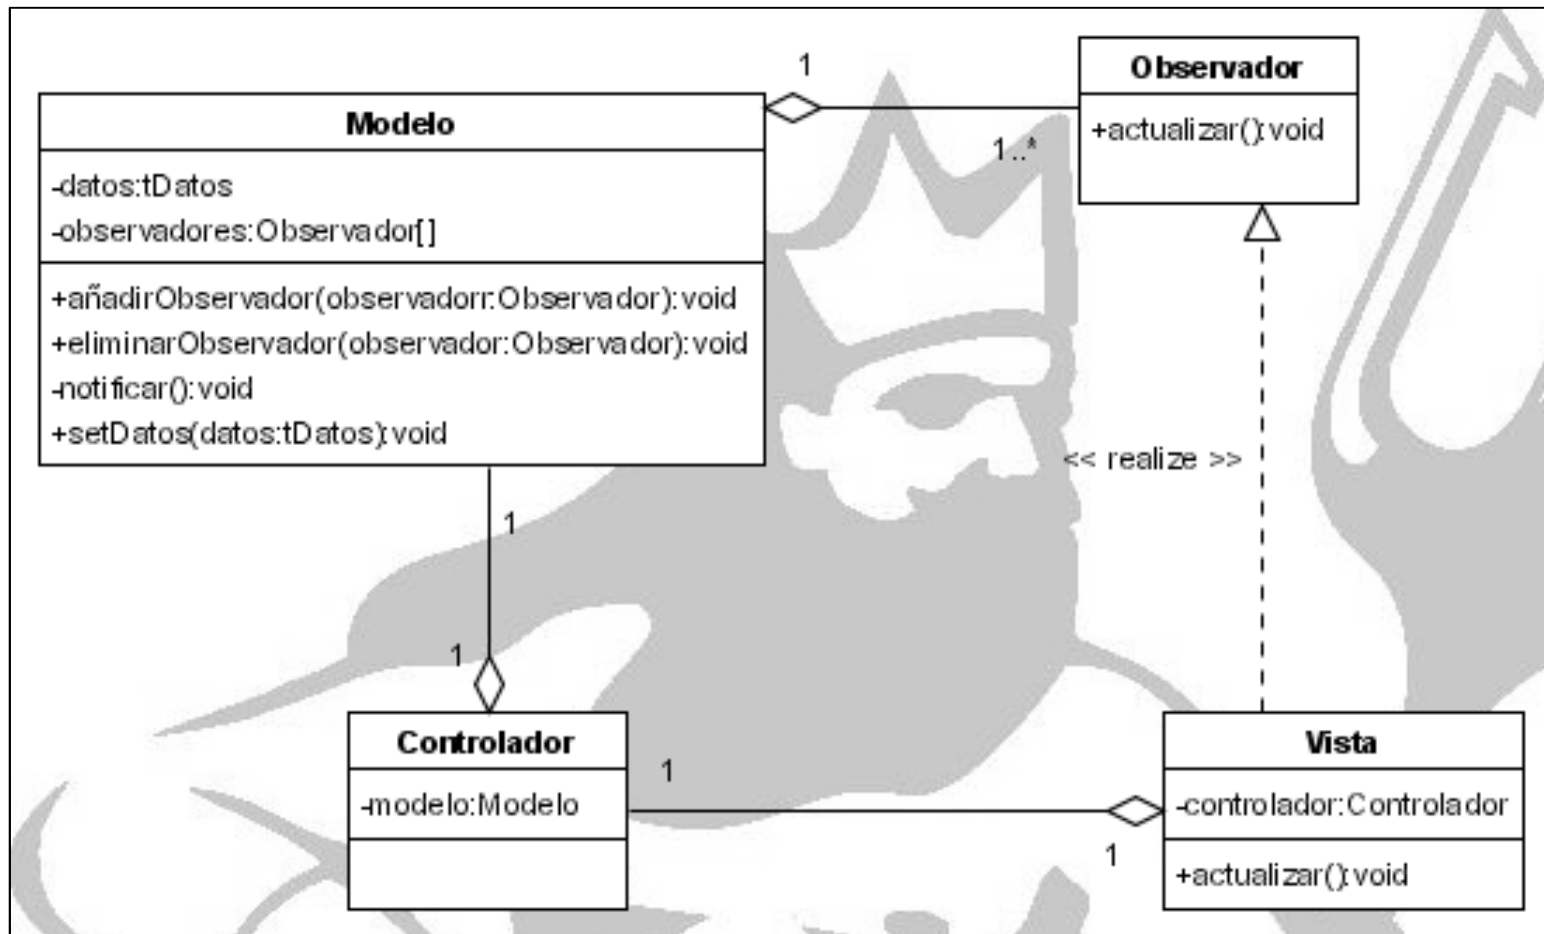 1
Observador
+actualizar():void
Modelo
1..*
-datos:tDatos
-observadores:Observador[]
+añadirObservador(observadorr:Observador):void
+eliminarObservador(observador:Observador):void
-notificar():void
+setDatos(datos:tDatos):void
<< realize >>
1
1
Controlador
-modelo:Modelo
1
1
Vista
-controlador:Controlador
+actualizar():void